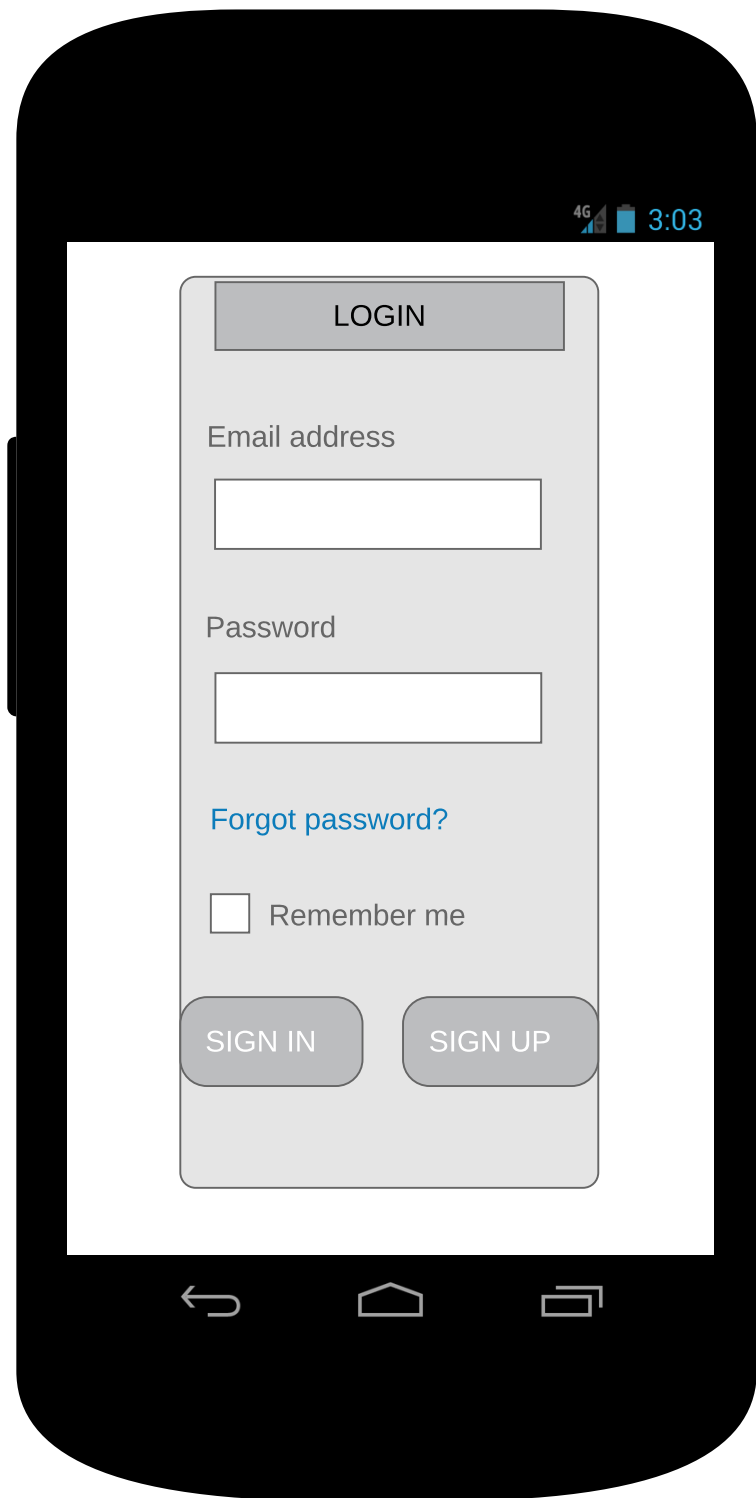 4G 3:03
LOGIN
Email address
Password
Forgot password?
Remember me
SIGN IN SIGN UP